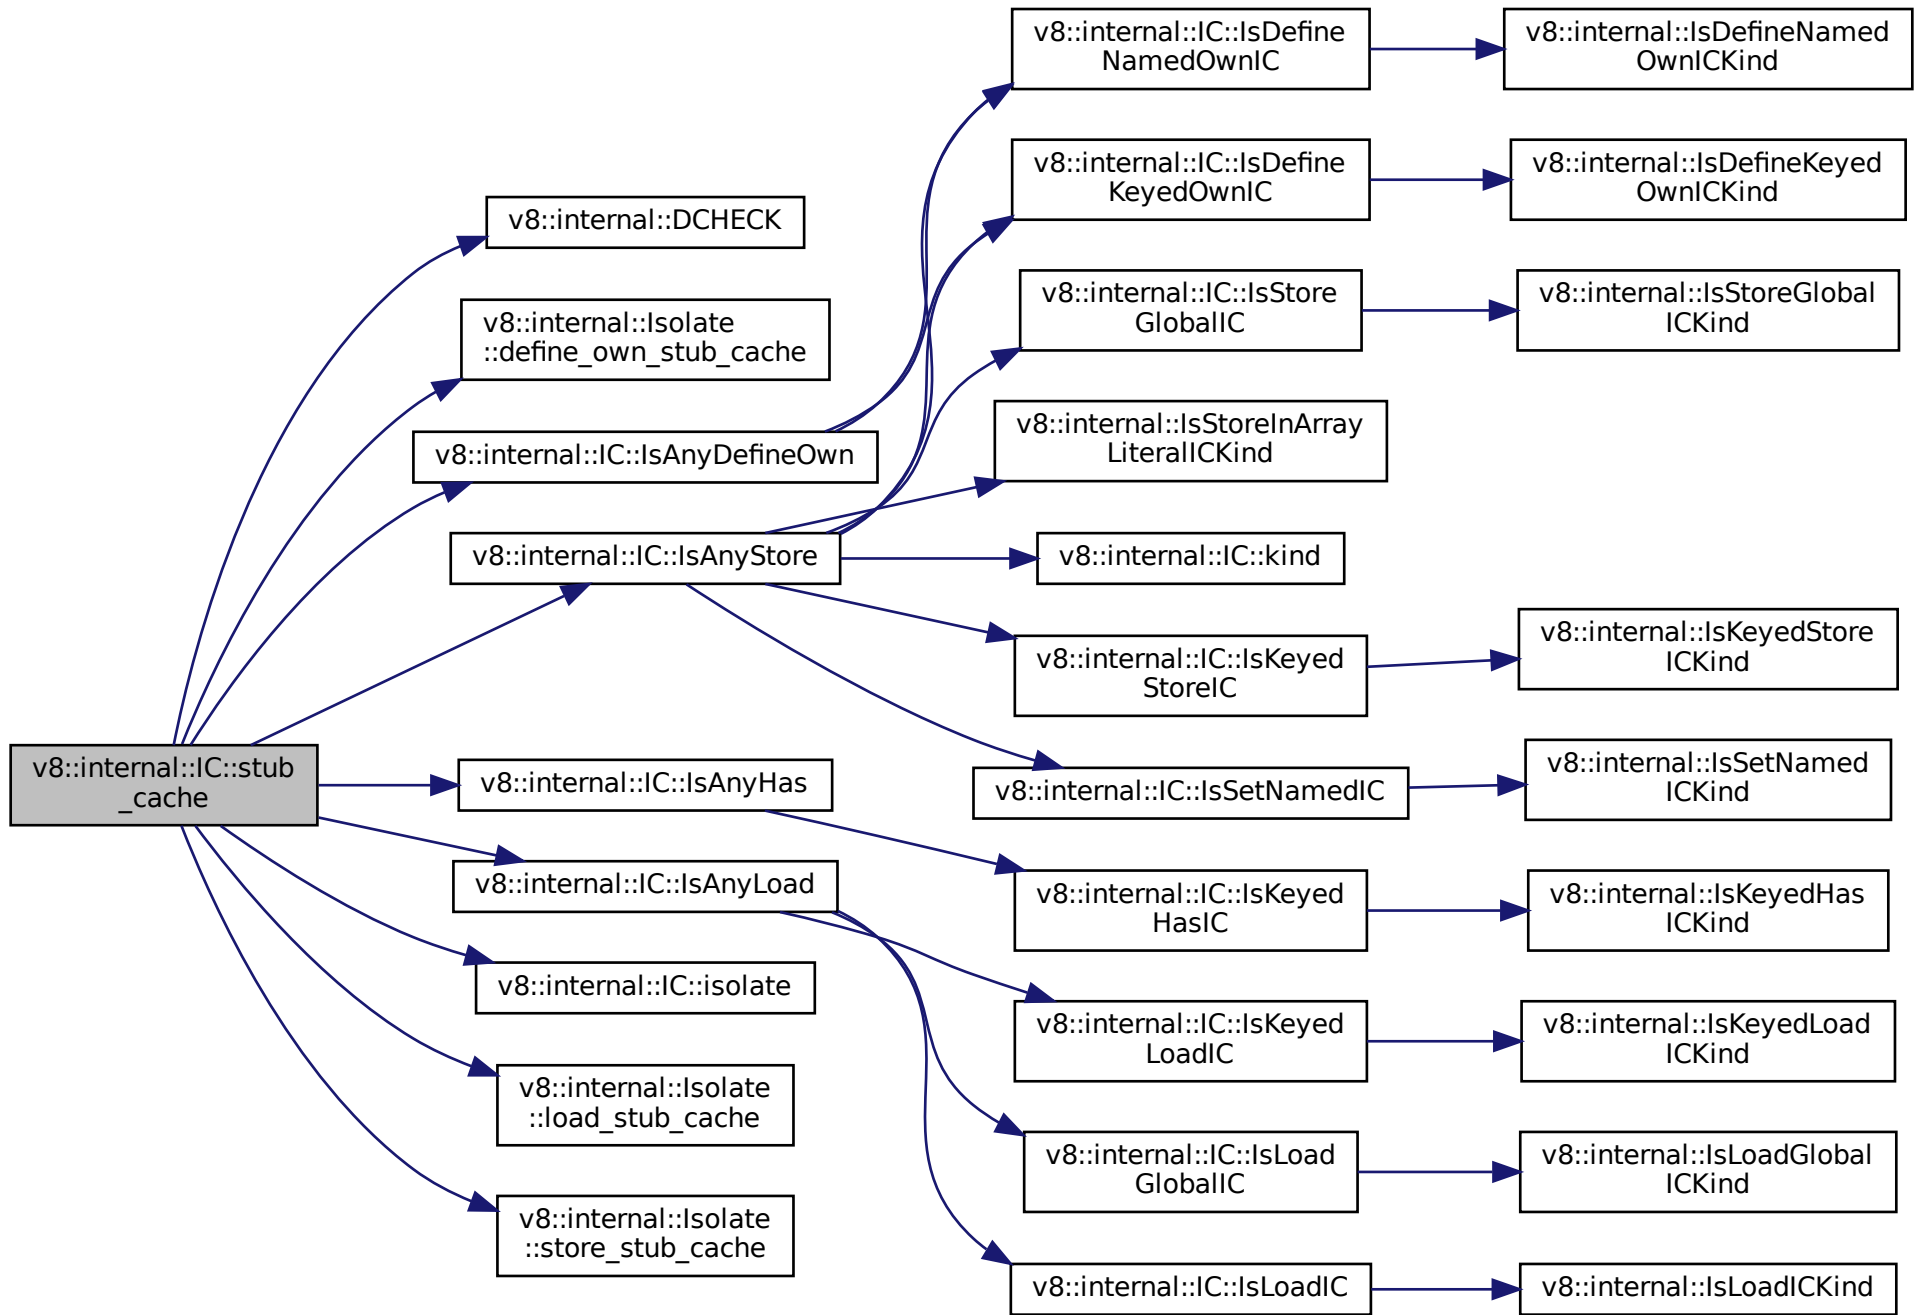 v8::internal::IC::stub
_cache
v8::internal::DCHECK
v8::internal::Isolate
::define_own_stub_cache
v8::internal::IC::IsAnyDefineOwn
v8::internal::IC::IsAnyStore
v8::internal::IC::IsAnyHas
v8::internal::IC::IsAnyLoad
v8::internal::IC::isolate
v8::internal::Isolate
::load_stub_cache
v8::internal::Isolate
::store_stub_cache
v8::internal::IC::IsDefine
NamedOwnIC
v8::internal::IC::IsDefine
KeyedOwnIC
v8::internal::IC::IsStore
GlobalIC
v8::internal::IsStoreInArray
LiteralICKind
v8::internal::IC::kind
v8::internal::IC::IsKeyed
StoreIC
v8::internal::IC::IsSetNamedIC
v8::internal::IC::IsKeyed
HasIC
v8::internal::IC::IsKeyed
LoadIC
v8::internal::IC::IsLoad
GlobalIC
v8::internal::IC::IsLoadIC
v8::internal::IsDefineNamed
OwnICKind
v8::internal::IsDefineKeyed
OwnICKind
v8::internal::IsStoreGlobal
ICKind
v8::internal::IsKeyedStore
ICKind
v8::internal::IsSetNamed
ICKind
v8::internal::IsKeyedHas
ICKind
v8::internal::IsKeyedLoad
ICKind
v8::internal::IsLoadGlobal
ICKind
v8::internal::IsLoadICKind